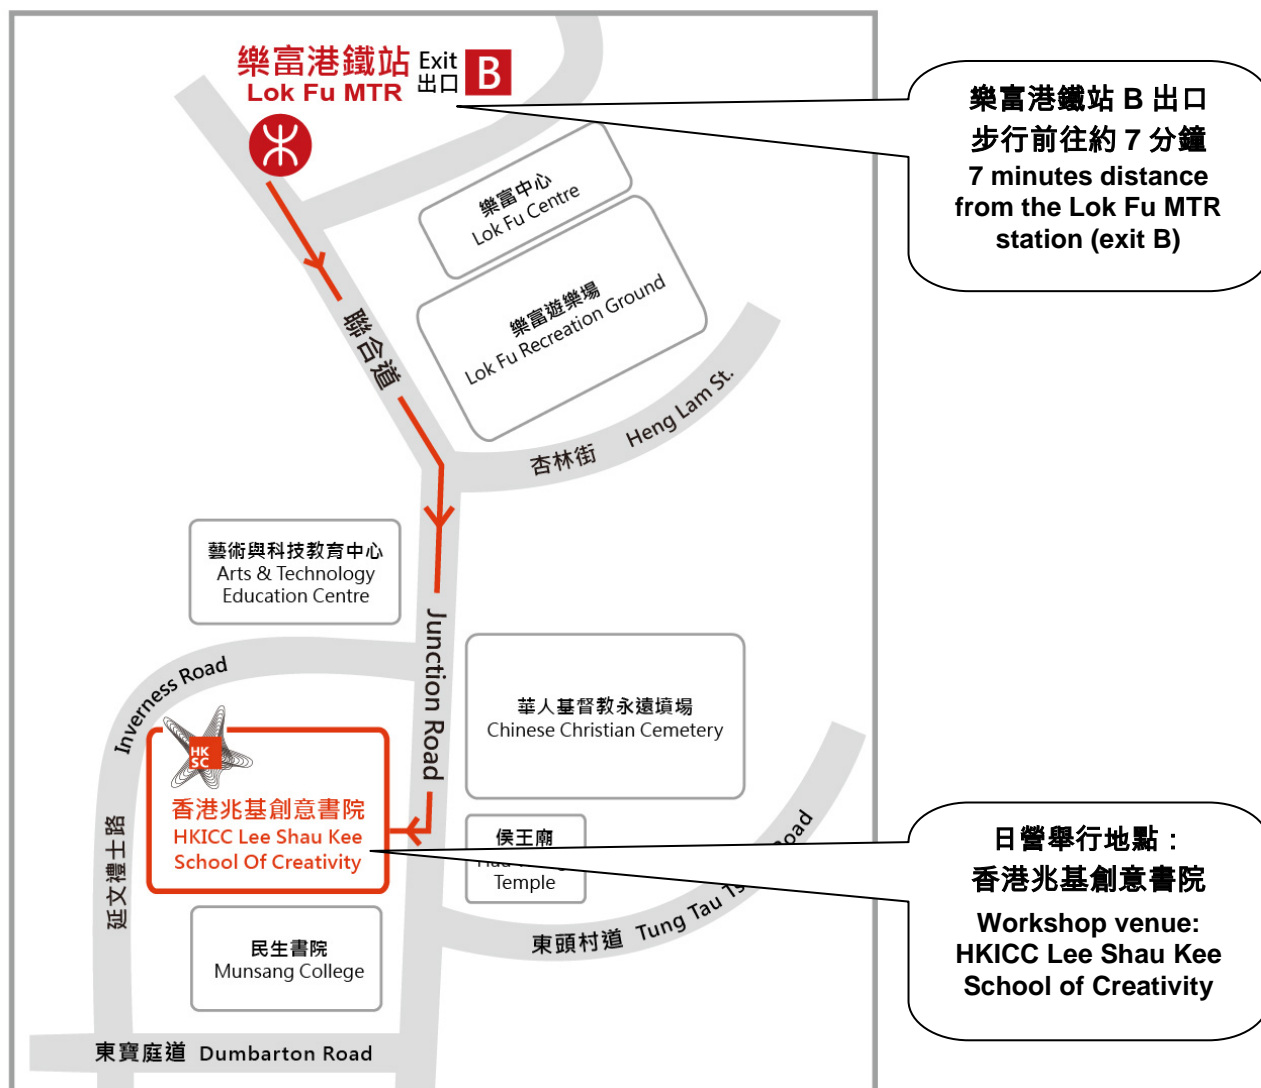 樂富港鐵站
Lok Fu MTR
Exit
出口
B
樂富港鐵站 B 出口
步行前往約 7 分鐘
7 minutes distance
from the Lok Fu MTR
station (exit B)
樂富中心
Lok Fu Centre
樂富遊樂場
Lok Fu Recreation Ground
聯合道
杏林街 Heng Lam St.
藝術與科技教育中心
Arts & Technology
Education Centre
Junction Road
Inverness Road
華人基督教永遠墳場
Chinese Christian Cemetery
HK
SC
香港兆基創意書院
HKICC Lee Shau Kee
School Of Creativity
侯王廟
Temple
延文禮士路
東頭村道 Tung Tau
Road
日營舉行地點：
香港兆基創意書院
Workshop venue:
HKICC Lee Shau Kee
School of Creativity
民生書院
Munsang College
東寶庭道 Dumbarton Road